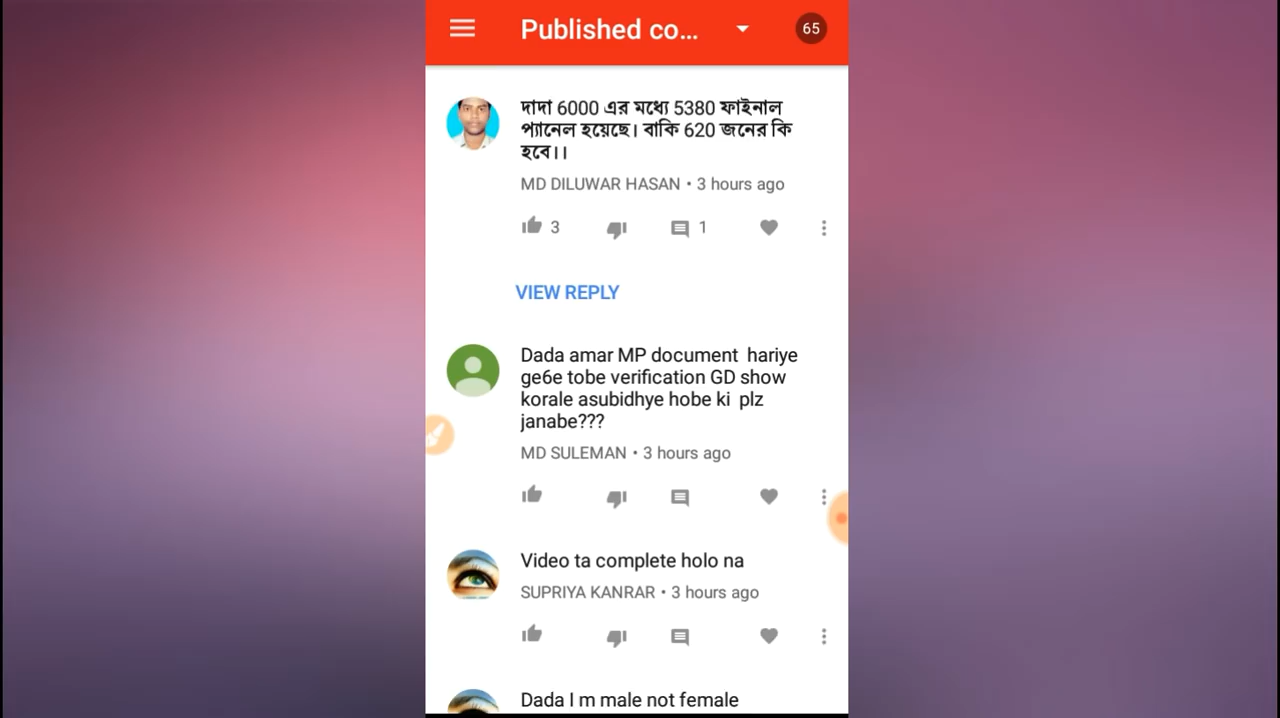 Published co...
65
দাদা 6000 এর মধ্যে 5380 ফাইনাল
প্যানেল হয়েছে। বাকি 620 জনের কি
হবে।।
MD DILUWAR HASAN • 3 hours ago
3
1
VIEW REPLY
Dada amar MP document hariye
ge6e tobe verification GD show
korale asubidhye hobe ki plz
janabe???
MD SULEMAN • 3 hours ago
Video ta complete holo na
SUPRIYA KANRAR • 3 hours ago
Dada I m male not female